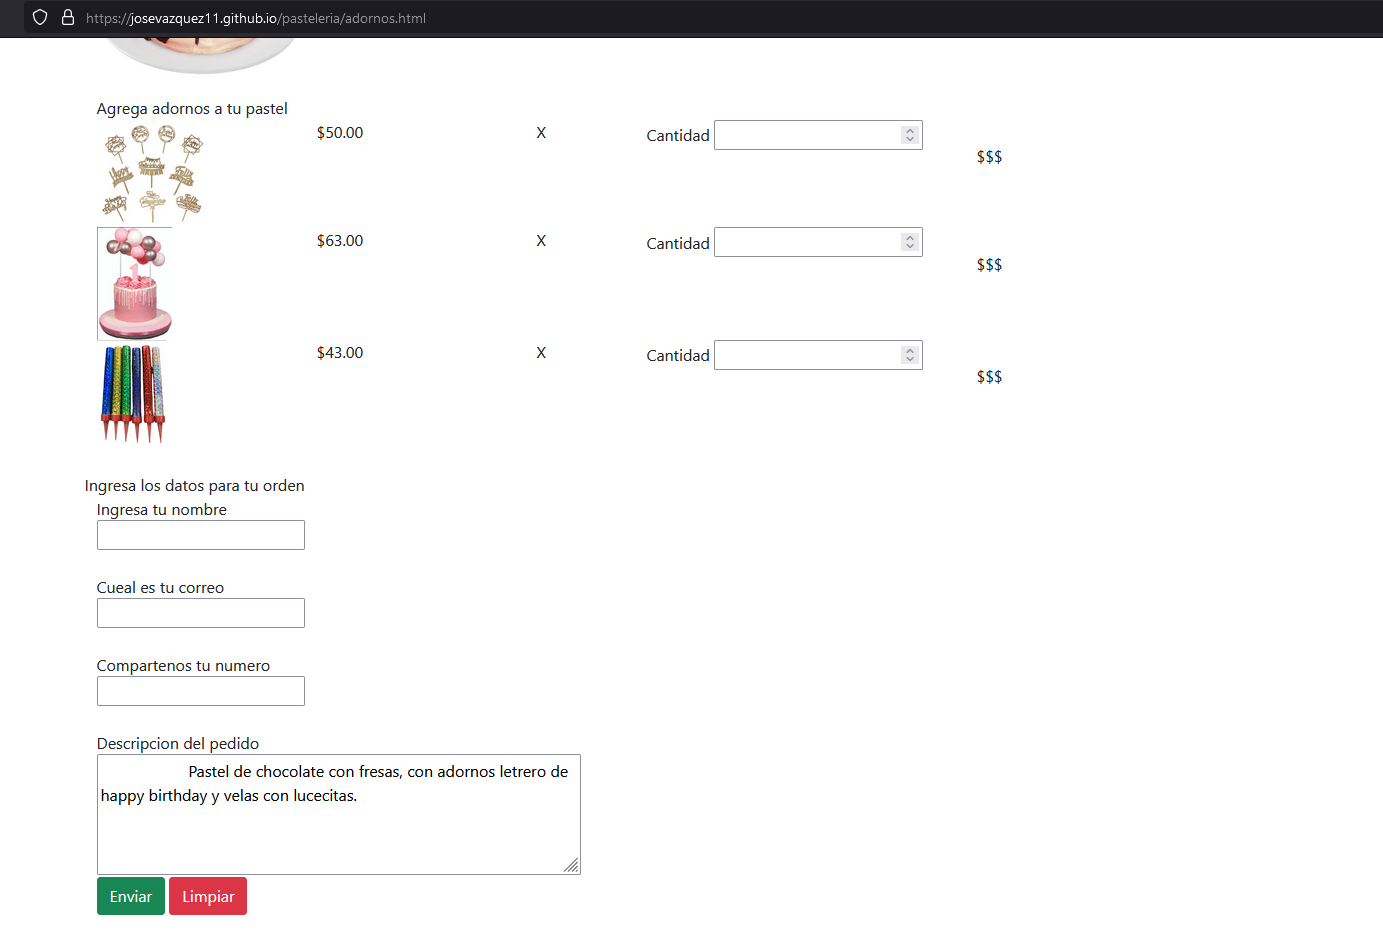 https://josevazquez11.github.io/pasteleria/adornos.html
Agrega adornos a tu pastel
$50.00 X Cantidad
$$$
$63.00 X Cantidad
$$$
$43.00 X Cantidad
$$$
Ingresa los datos para tu orden
Ingresa tu nombre
Cueal es tu correo
Compartenos tu numero
Descripcion del pedido
Pastel de chocolate con fresas, con adornos letrero de
happy birthday y velas con lucecitas.
Enviar Limpiar